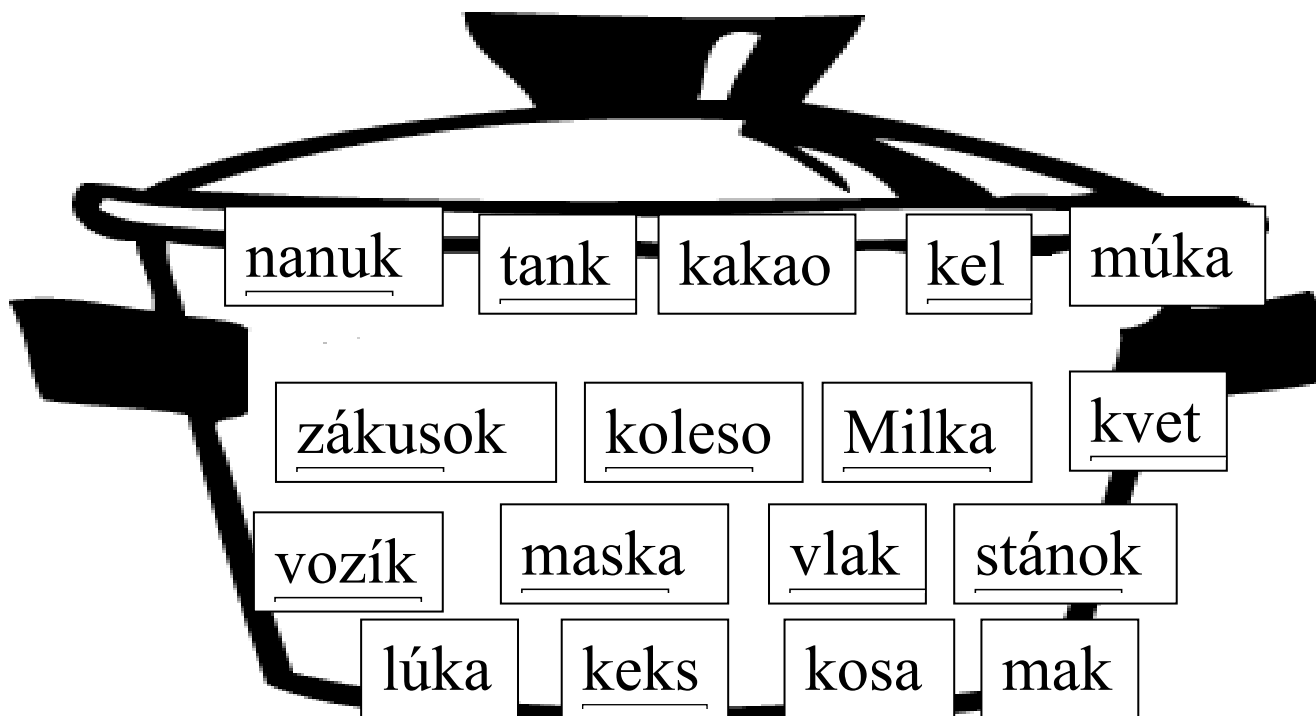 nanuk tank kakao kel múka
zákusok koleso Milka kvet
vozík maska vlak stánok
lúka keks kosa mak